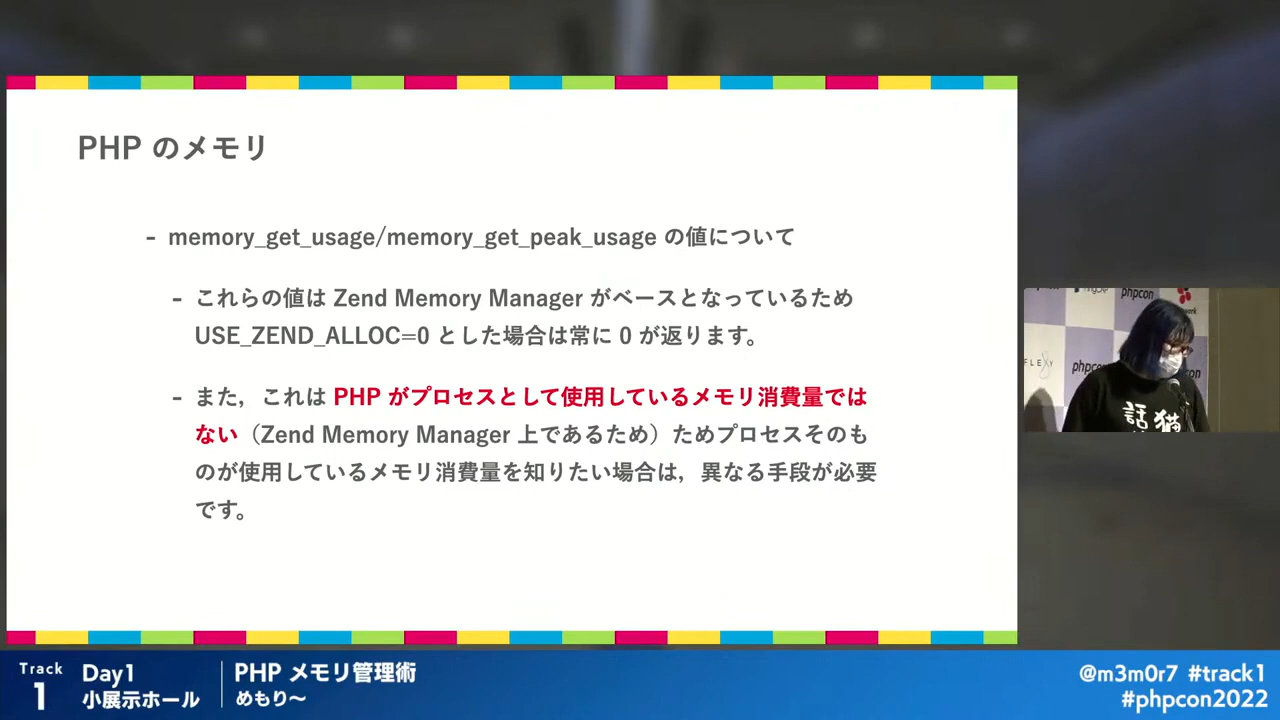 PHP のメモリ
- memory_get_usage/memory_get_peak_usage の値について
- これらの値は Zend Memory Manager がベースとなっているため
USE_ZEND_ALLOC=0 とした場合は常に 0 が返ります。
- また，これは PHP がプロセスとして使用しているメモリ消費量では
ない（Zend Memory Manager 上であるため）ためプロセスそのも
のが使用しているメモリ消費量を知りたい場合は，異なる手段が必要
です。
phpcon
FLEXY
phpcon
話 猫
Track
1
Day1
小展示ホール
PHP メモリ管理術
めもり〜
@m3m0r7 #track1
#phpcon2022